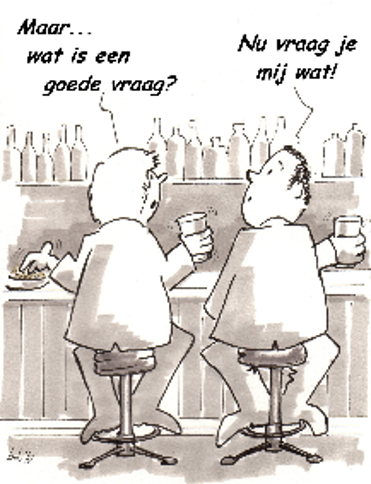 Maar...
wat is een
goede vraag?
Nu vraag je
mij wat!